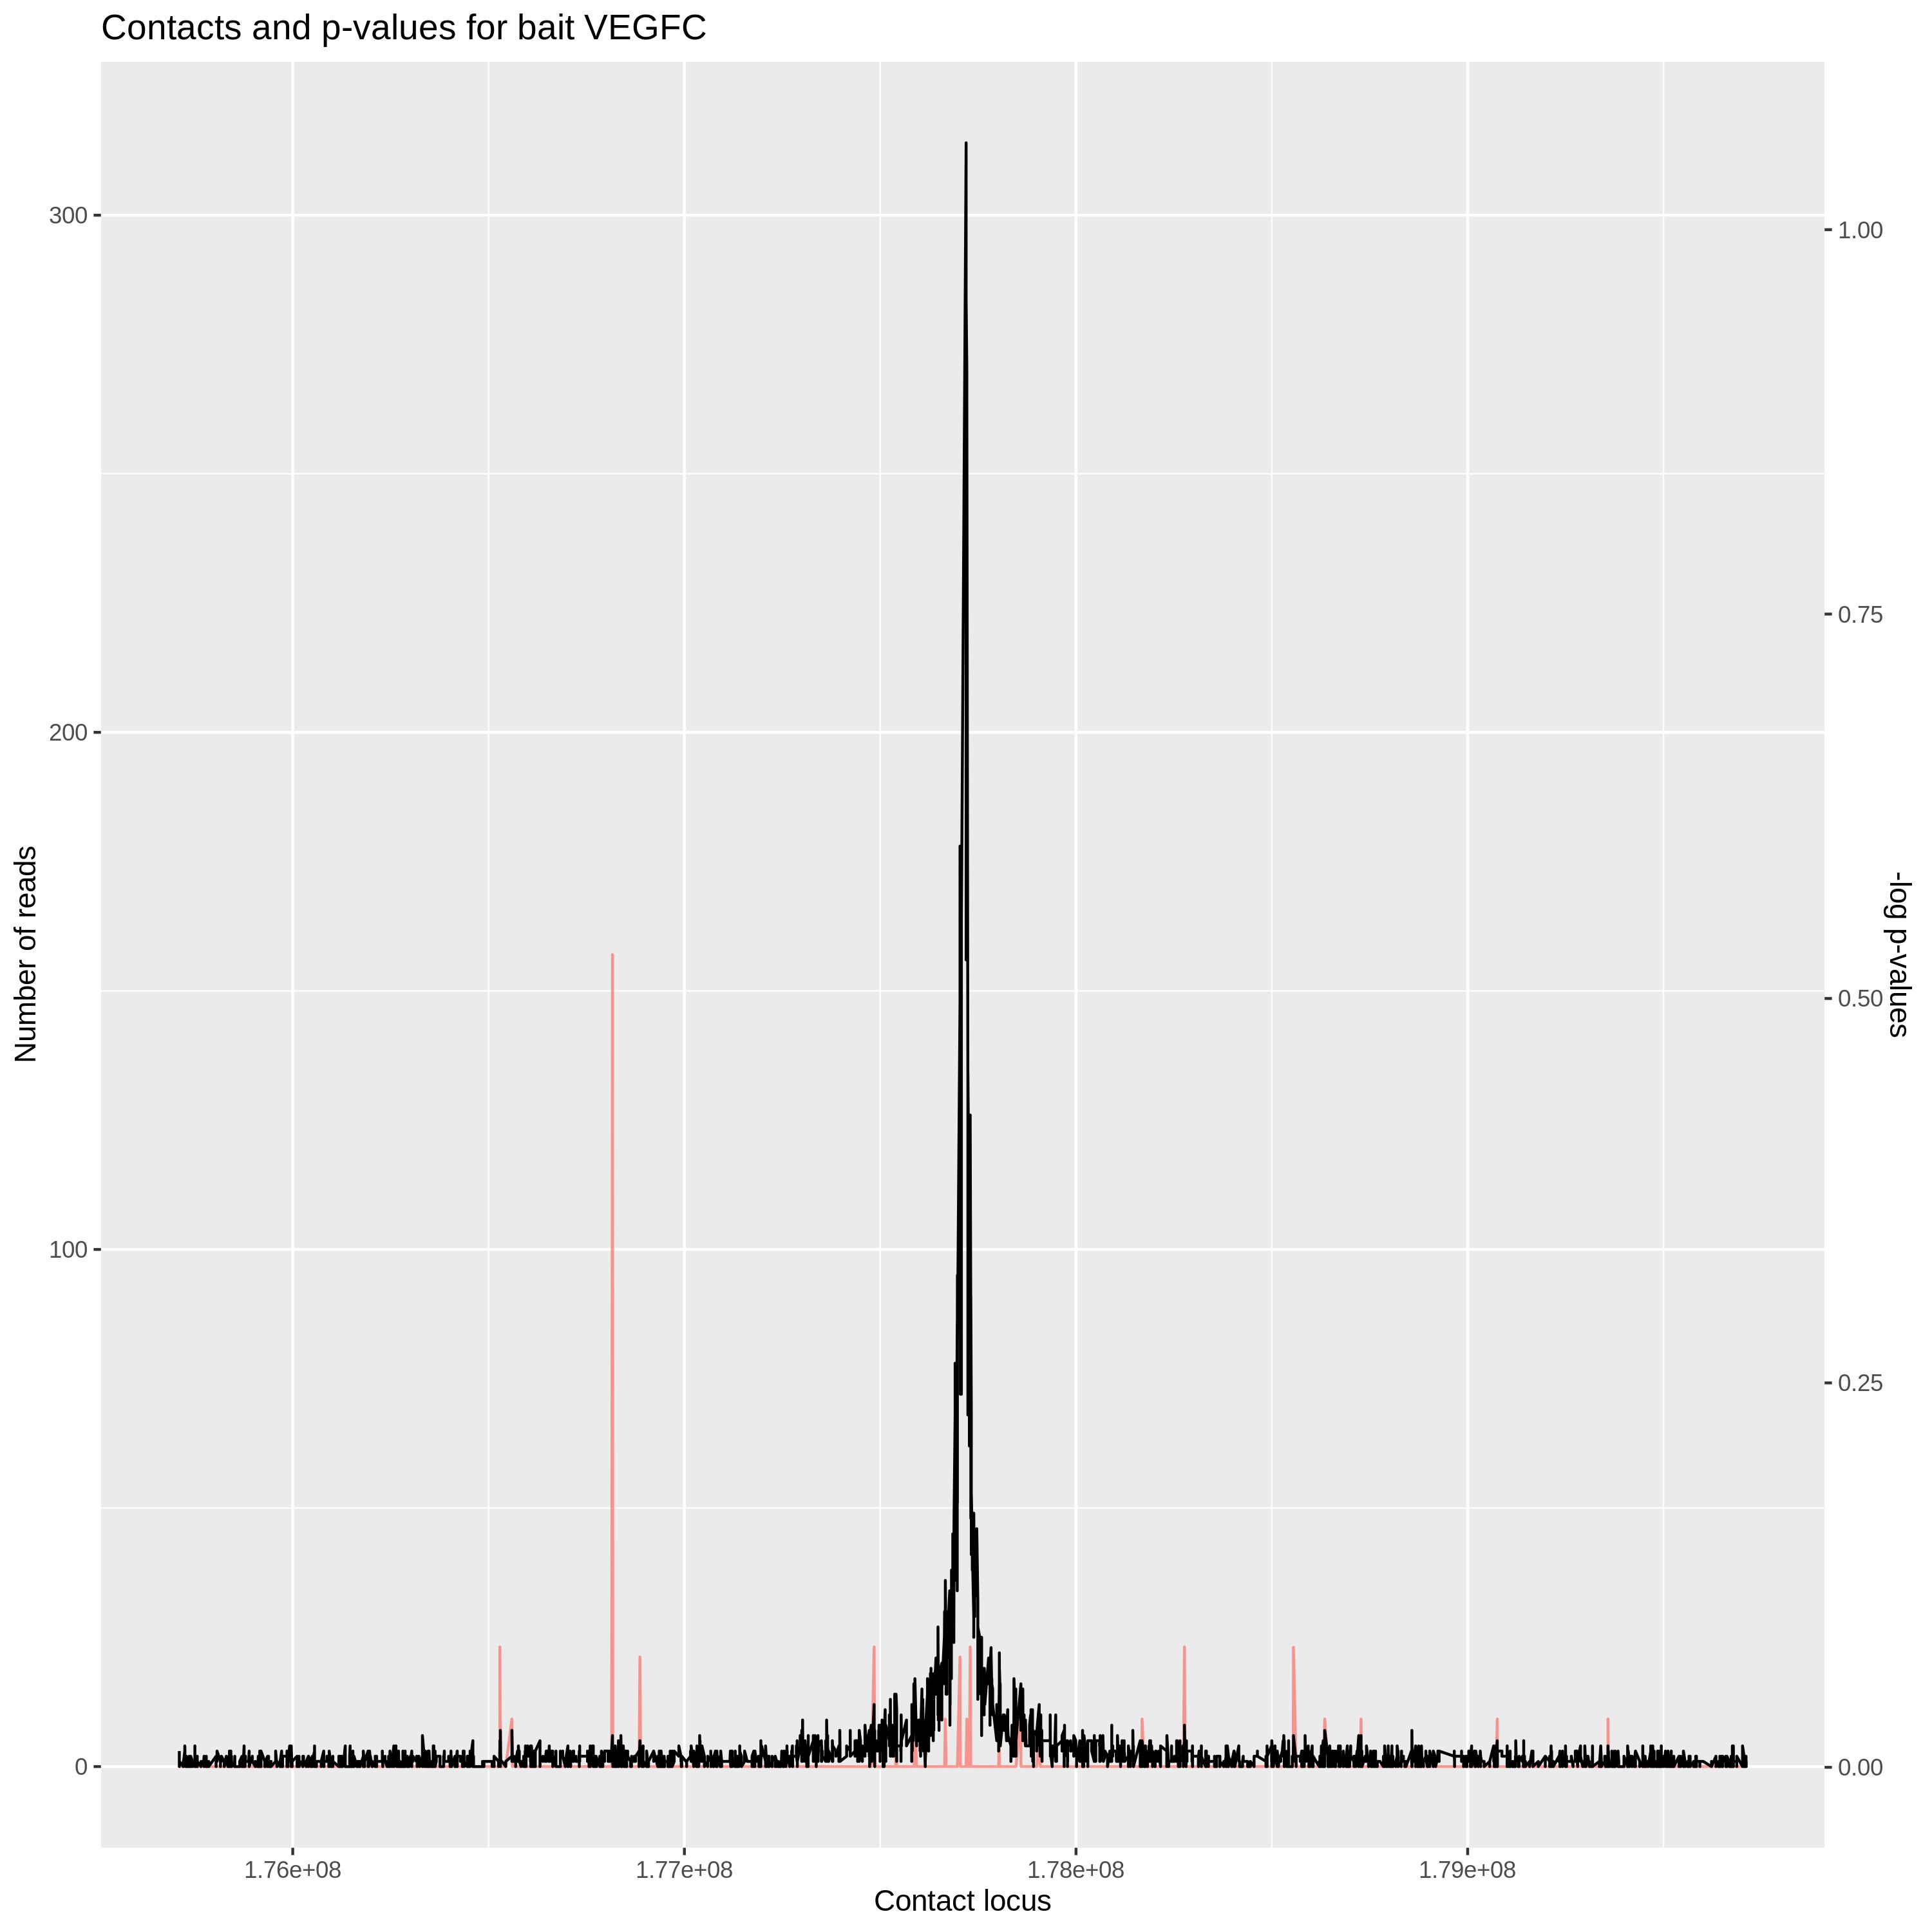 Contacts and p-values for bait VEGFC
300
200
100
0
Number of reads
1.00
0.75
0.50
0.25
0.00
-log p-values
1.76e+08
1.77e+08
1.78e+08
1.79e+08
Contact locus